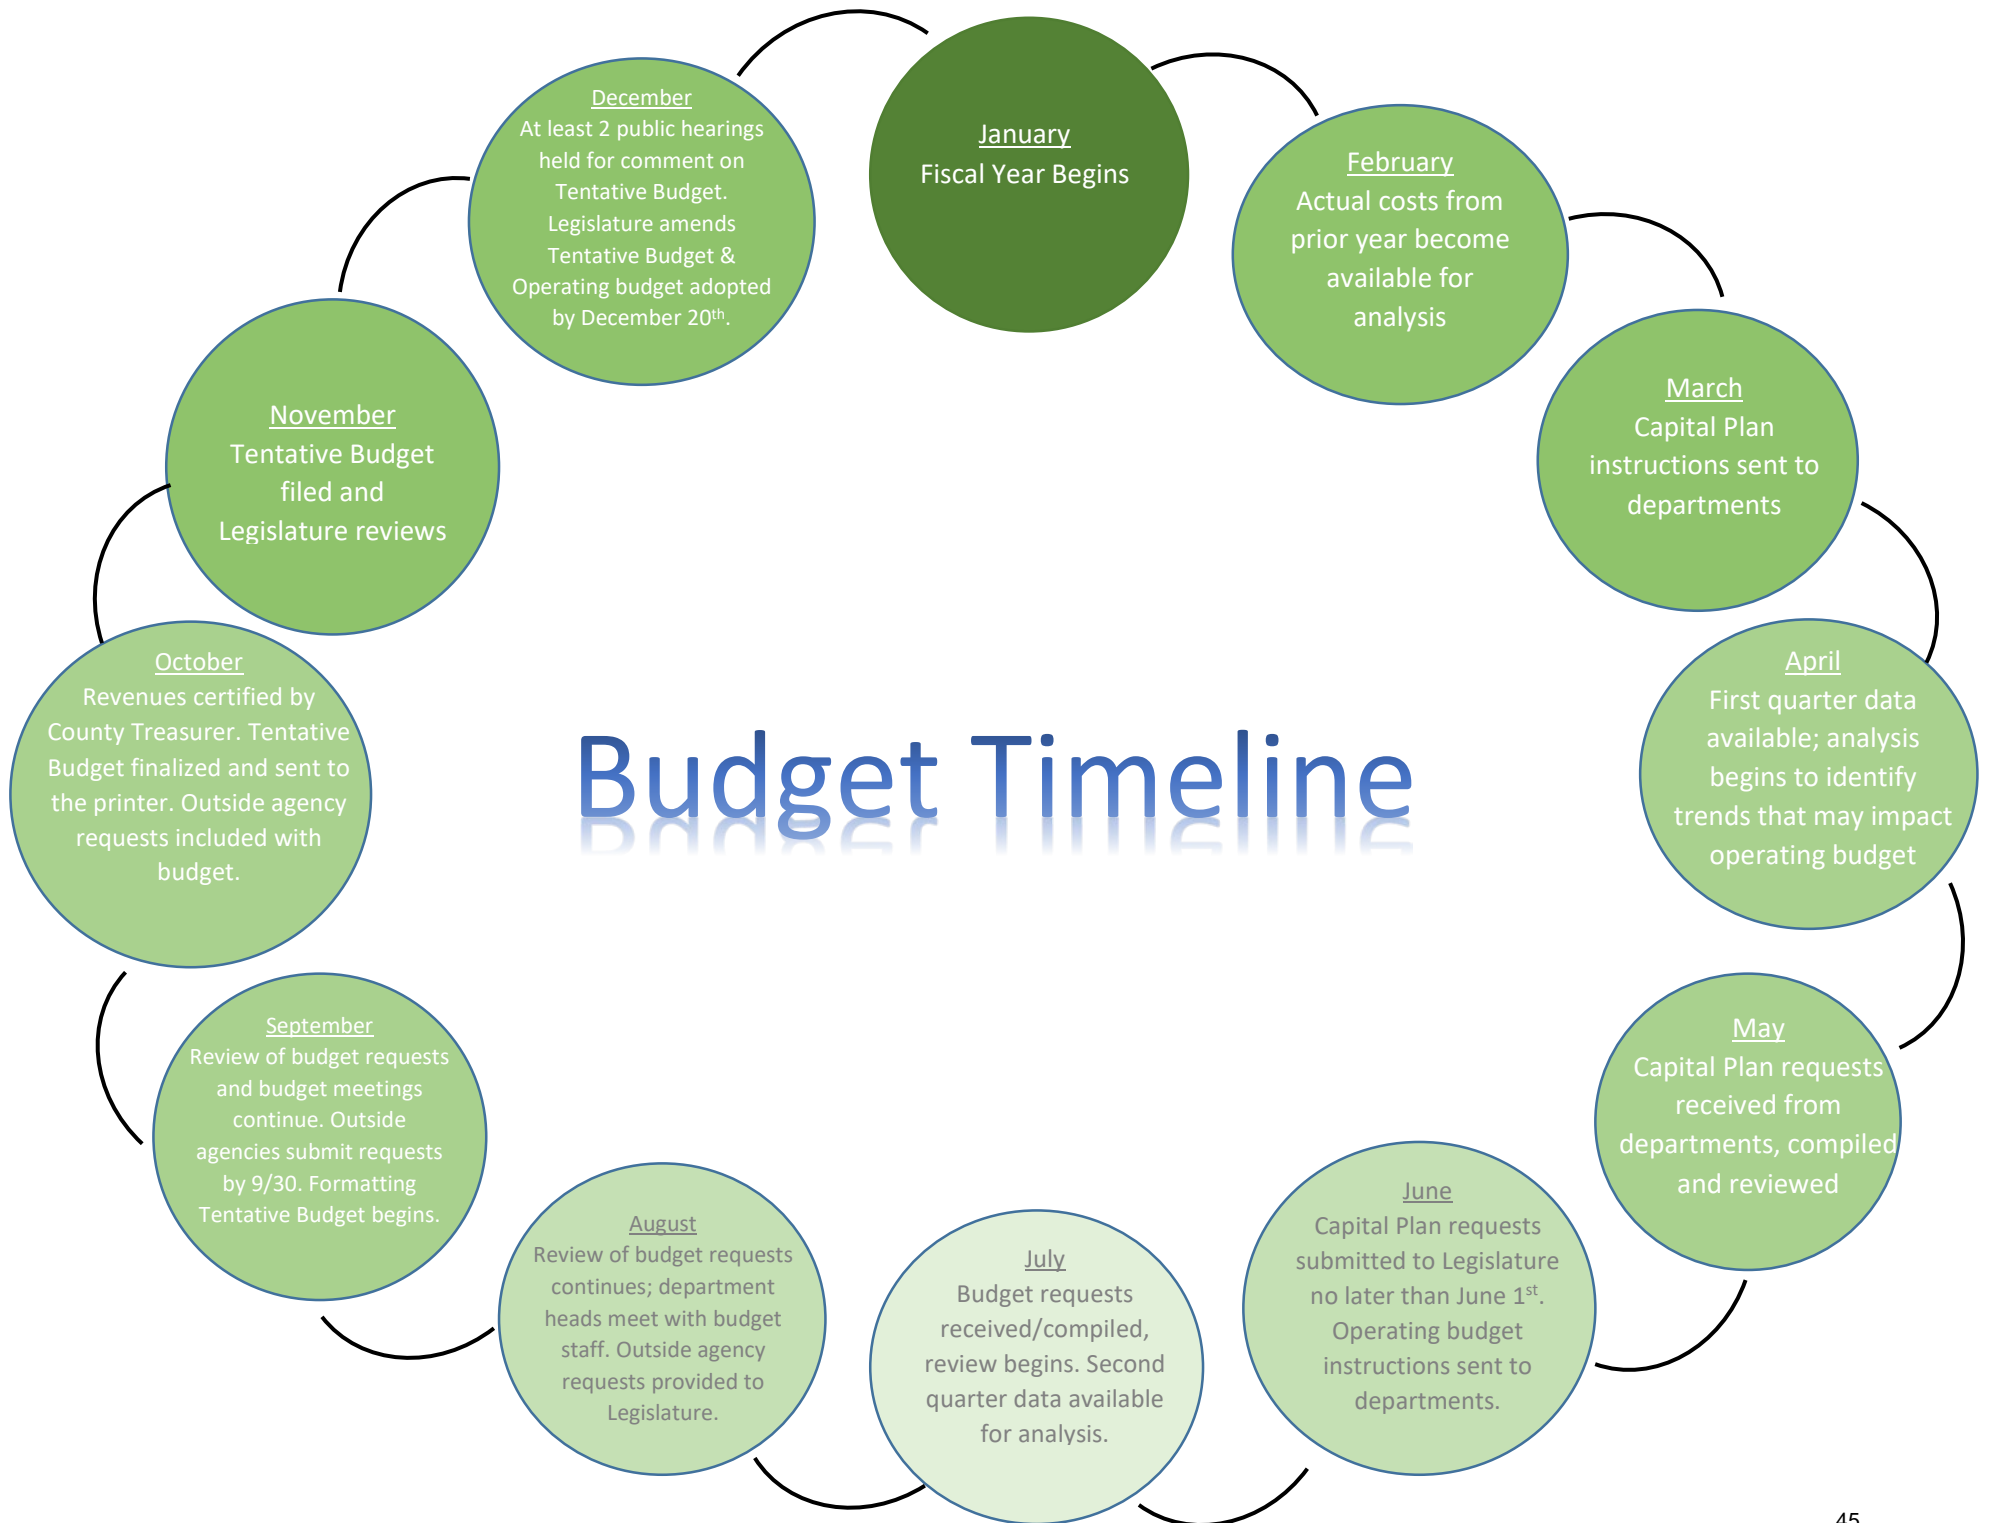 January
Fiscal Year Begins
February
Actual costs from
prior year become
available for
analysis
March
Capital Plan
instructions sent to
departments
April
First quarter data
available; analysis
begins to identify
trends that may impact
operating budget
May
Capital Plan requests
received from
departments, compiled
and reviewed
June
Capital Plan requests
submitted to Legislature
no later than June 1st.
Operating budget
instructions sent to
departments.
July
Budget requests
received/compiled,
review begins. Second
quarter data available
for analysis.
August
Review of budget requests
continues; department
heads meet with budget
staff. Outside agency
requests provided to
Legislature.
September
Review of budget requests
and budget meetings
continue. Outside
agencies submit requests
by 9/30. Formatting
Tentative Budget begins.
October
Revenues certified by
County Treasurer. Tentative
Budget finalized and sent to
the printer. Outside agency
requests included with
budget.
November
Tentative Budget
filed and
Legislature reviews
December
At least 2 public hearings
held for comment on
Tentative Budget.
Legislature amends
Tentative Budget &
Operating budget adopted
by December 20th.
Budget Timeline
45